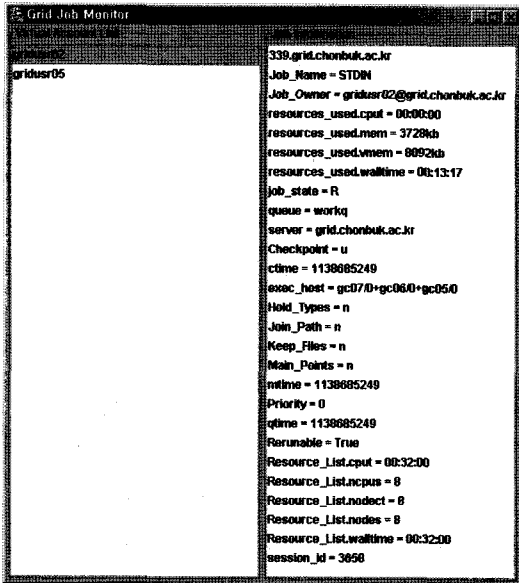 Grid Job Monitor
gridusr02
gridusr05
339.grid.chonbuk.ac.kr
Job_Name = STDIN
Job_Owner = gridusr02@grid.chonbuk.ac.kr
resources_used.cput = 00:00:00
resources_used.mem = 3728kb
resources_used.vmem = 8092kb
resources_used.walltime = 00:13:17
job_state = R
queue = workq
server = grid.chonbuk.ac.kr
Checkpoint = u
ctime = 1138685249
exec_host = gc07/0+gc06/0+gc05/0
Hold_Types = n
Join_Path = n
Keep_Files = n
Main_Points = n
mtime = 1138685249
Priority = 0
qtime = 1138685249
Rerunable = True
Resource_List.cput = 00:32:00
Resource_List.ncpus = 8
Resource_List.nodect = 8
Resource_List.nodes = 8
Resource_List.walltime = 00:32:00
session_id = 3656